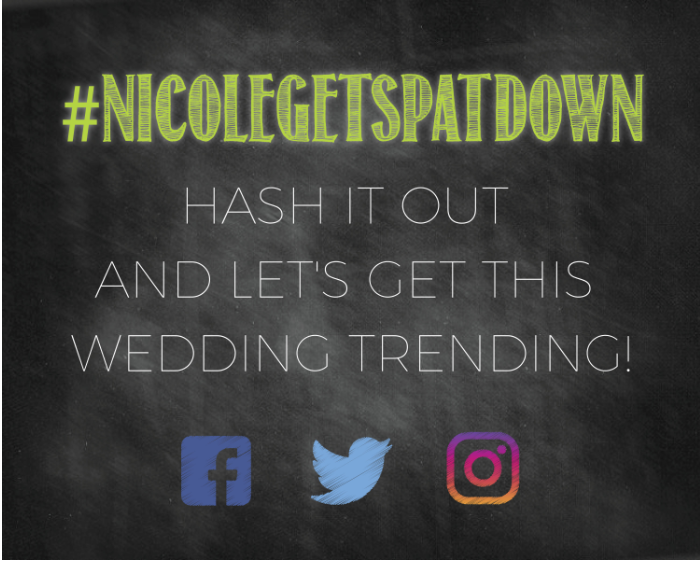 #NICOLEGETSPATDOWN
HASH IT OUT
AND LET'S GET THIS
WEDDING TRENDING!